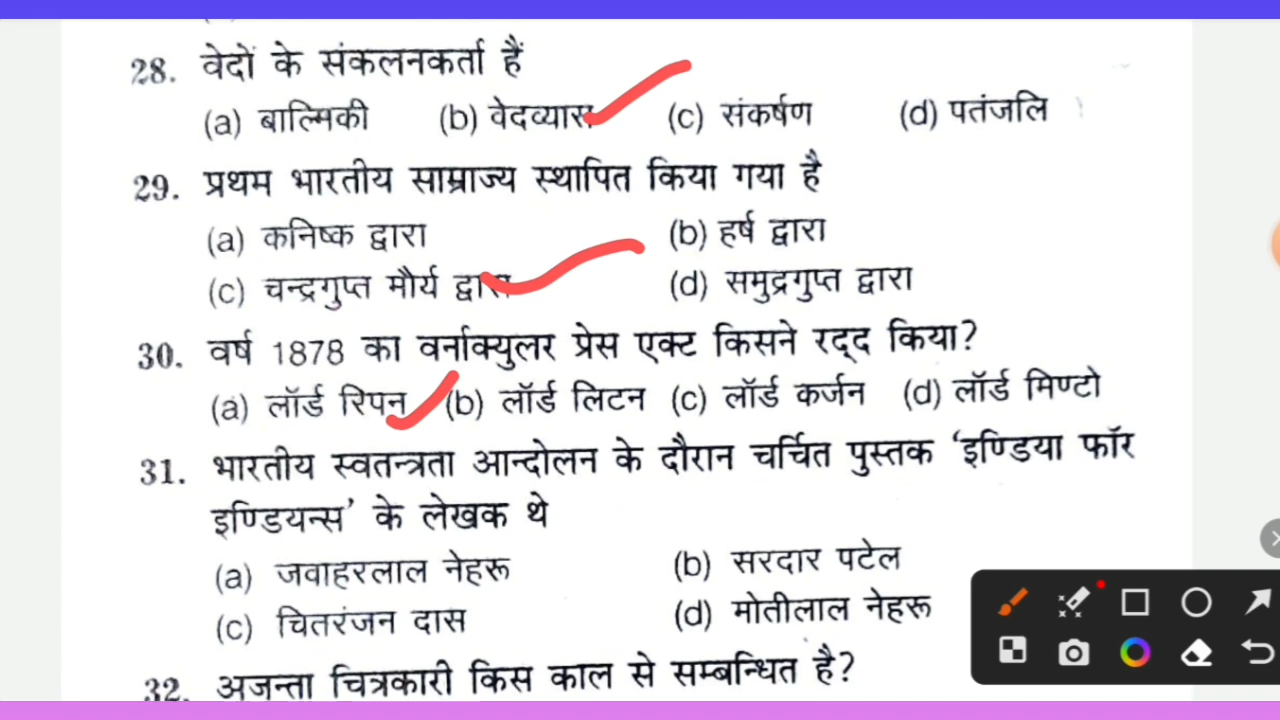 28. वेदों के संकलनकर्ता हैं
(a) बाल्मिकी (b) वेदव्यास (c) संकर्षण (d) पतंजलि
29. प्रथम भारतीय साम्राज्य स्थापित किया गया है
(a) कनिष्क द्वारा (b) हर्ष द्वारा
(c) चन्द्रगुप्त मौर्य द्वारा (d) समुद्रगुप्त द्वारा
30. वर्ष 1878 का वर्नाक्युलर प्रेस एक्ट किसने रद्द किया?
(a) लॉर्ड रिपन (b) लॉर्ड लिटन (c) लॉर्ड कर्जन (d) लॉर्ड मिण्टो
31. भारतीय स्वतन्त्रता आन्दोलन के दौरान चर्चित पुस्तक ‘इण्डिया फॉर
इण्डियन्स’ के लेखक थे
(a) जवाहरलाल नेहरू (b) सरदार पटेल
(c) चितरंजन दास (d) मोतीलाल नेहरू
32. अजन्ता चित्रकारी किस काल से सम्बन्धित है?